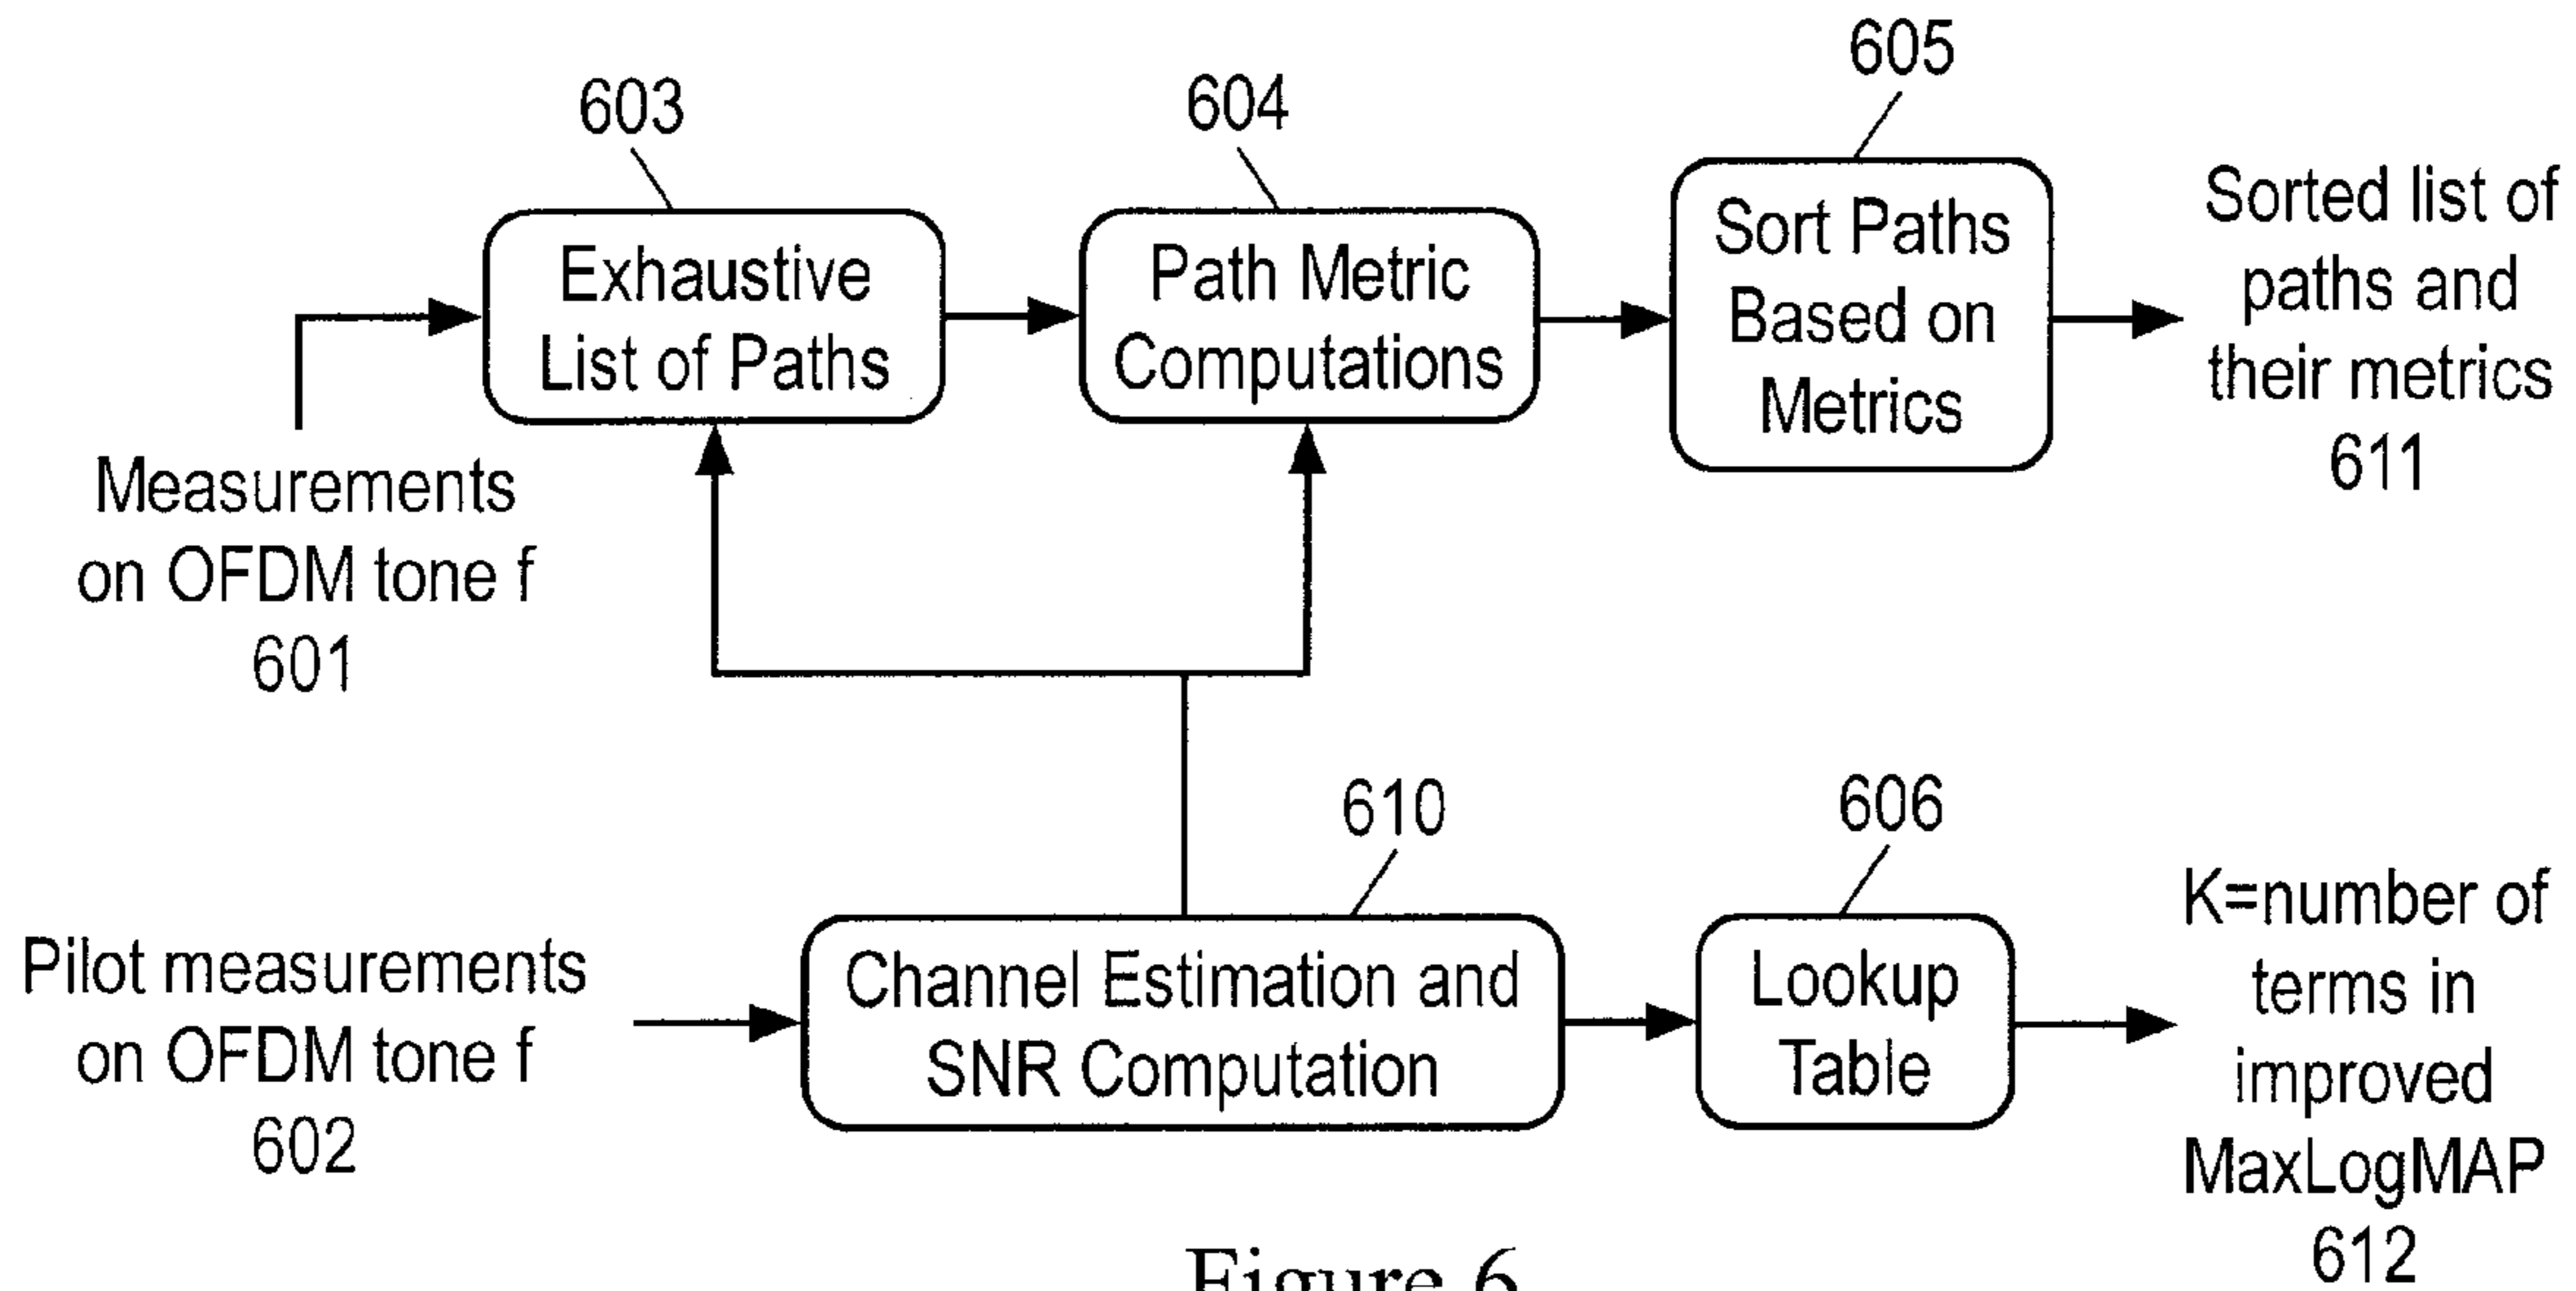 603
604
605
Exhaustive
List of Paths
Path Metric
Computations
Sort Paths
Based on
Metrics
Sorted list of
paths and
their metrics
611
Measurements
on OFDM tone f
601
610
606
Pilot measurements
on OFDM tone f
602
Channel Estimation and
SNR Computation
Lookup
Table
K=number of
terms in
improved
MaxLogMAP
612
Figure 6